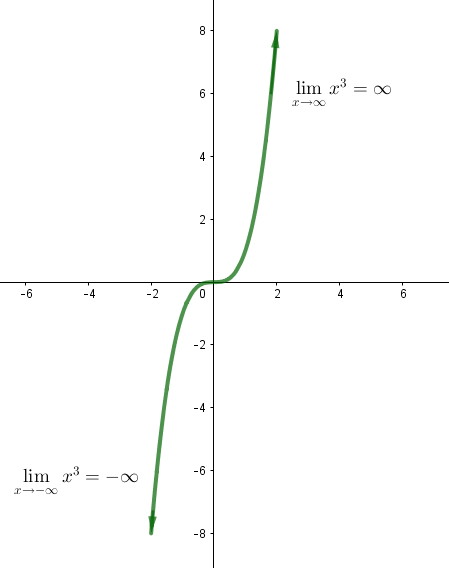 8
lim x→∞ x³ = ∞
6
4
2
-6 -4 -2 0 2 4 6
-2
-4
lim x→-∞ x³ = -∞
-6
-8